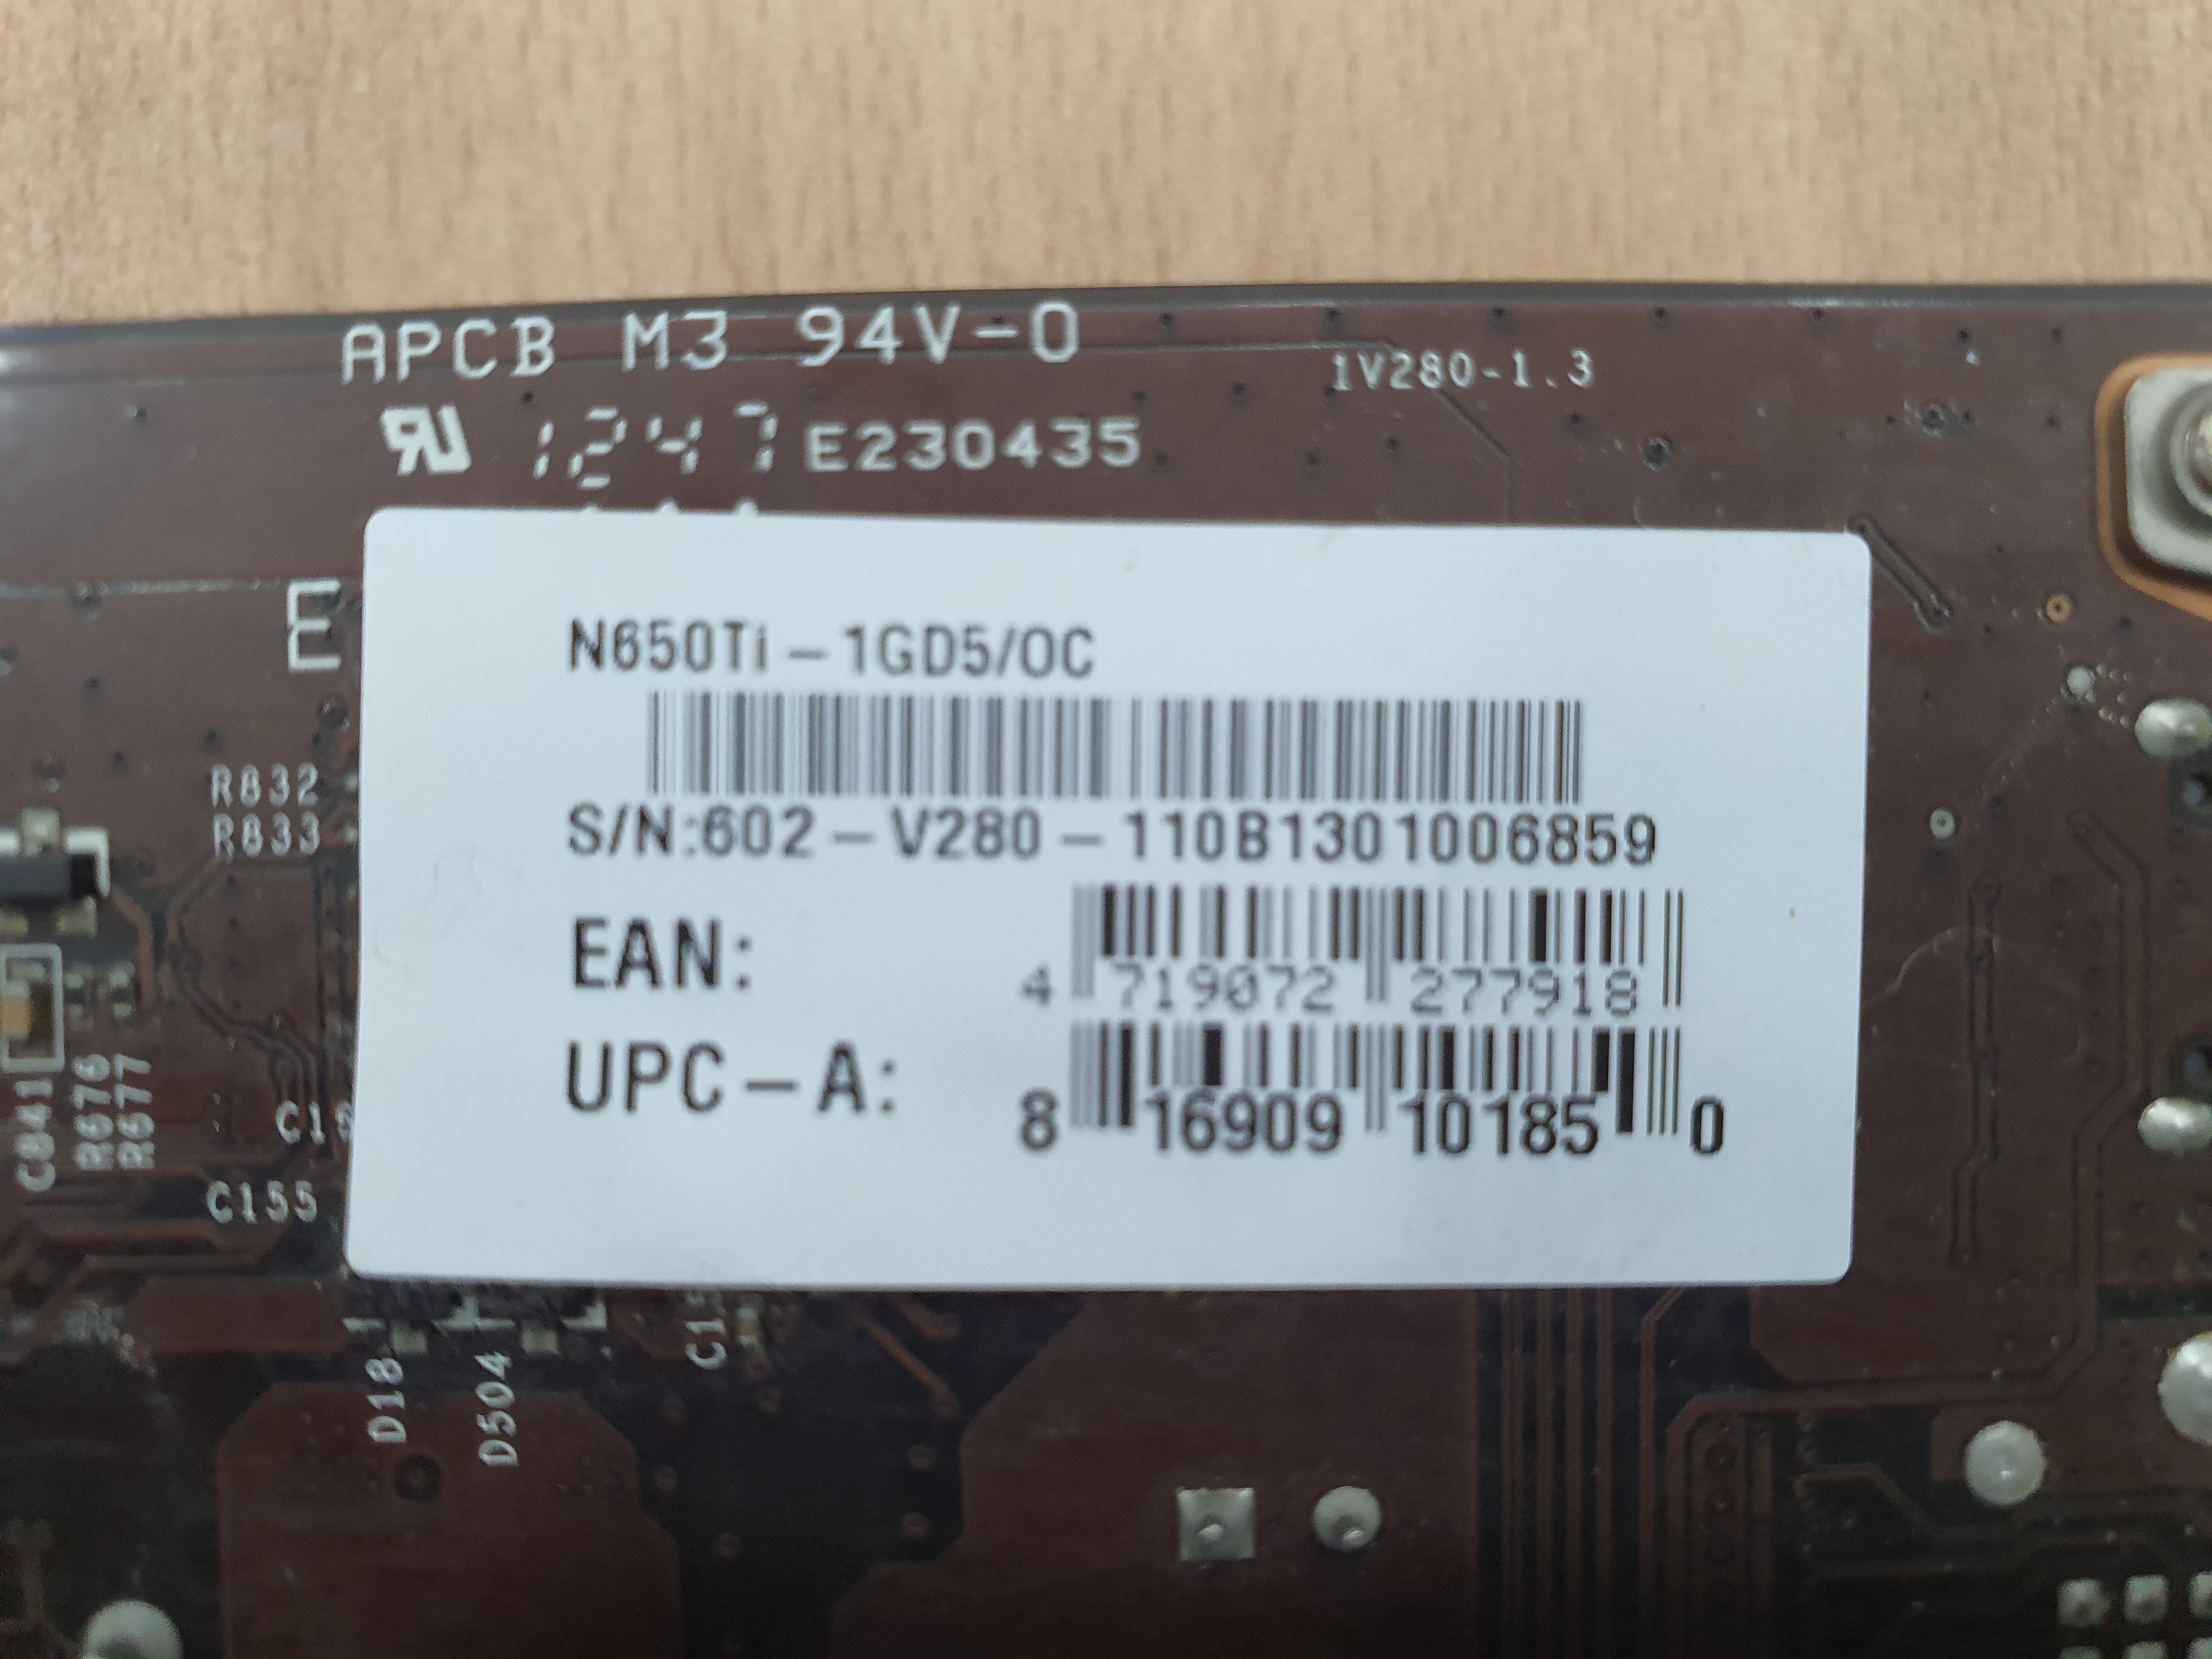 APCB M3 94V-0
1V280-1.3
1247 E230435
E
N650Ti-1GD5/OC
R832
R833
S/N:602-V280-110B1301006859
EAN:
4 719072 277918
UPC-A:
8 16909 10185 0
C841
R676
R677
C155
D18
D504